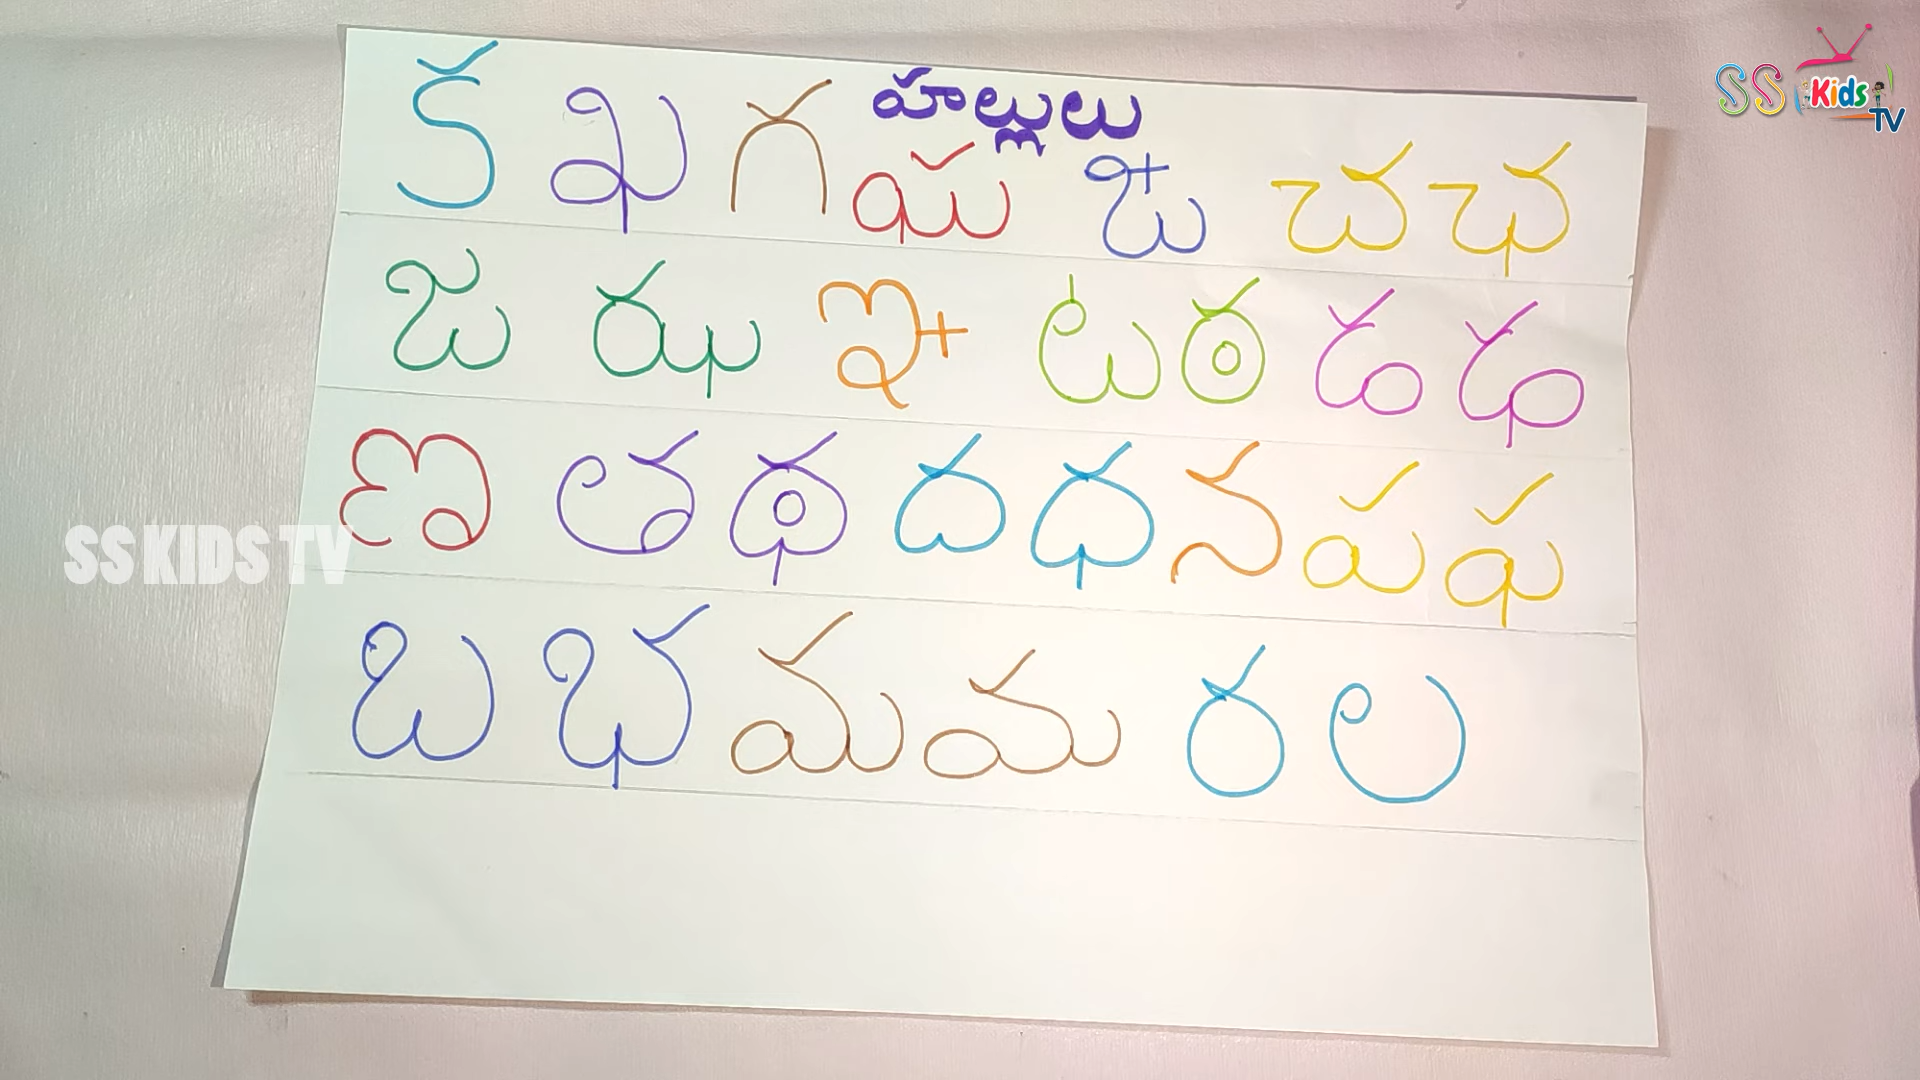 హల్లులు
SS Kids TV
క ఖ గ ఘ ఙ చ ఛ
జ ఝ ఞ ట ఠ డ ఢ
ణ త థ ద ధ న ప ఫ
SS KIDS TV
బ భ మ మ ర ల